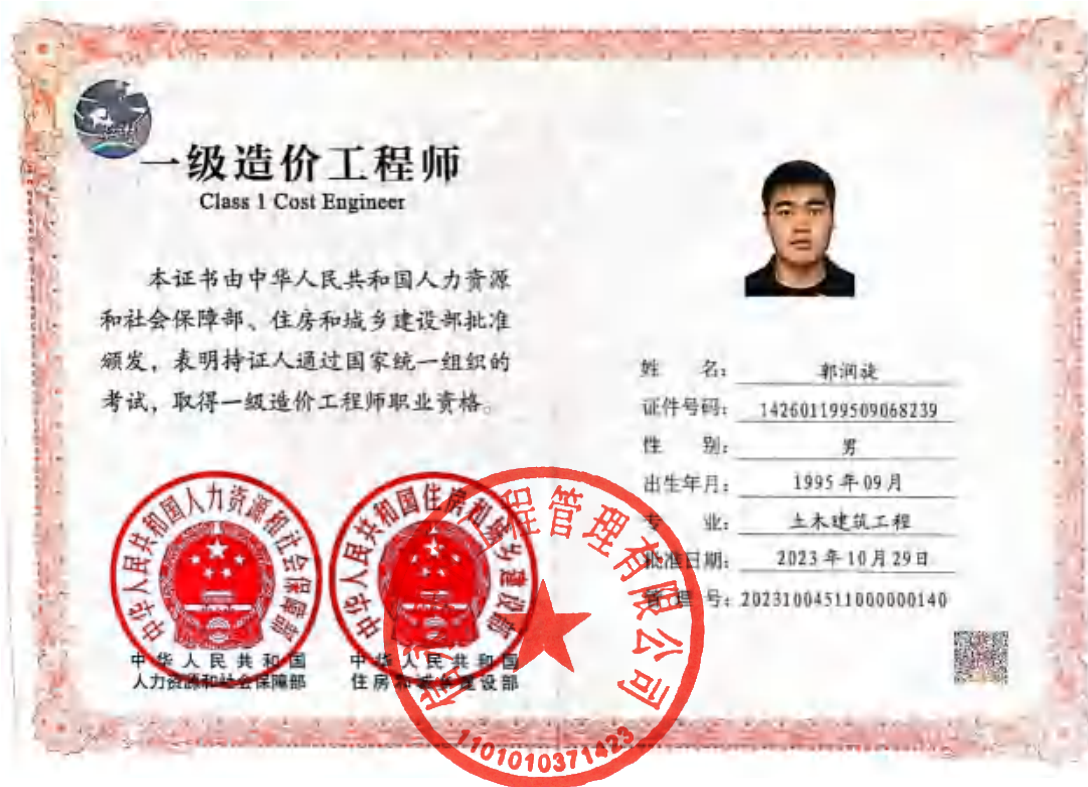 一级造价工程师
Class 1 Cost Engineer
本证书由中华人民共和国人力资源
和社会保障部、住房和城乡建设部批准
颁发，表明持证人通过国家统一组织的
考试，取得一级造价工程师职业资格。
中华人民共和国人力资源和社会保障部
中华人民共和国住房和城乡建设部
中华人民共和国
人力资源和社会保障部
中华人民共和国
住房和城乡建设部
程管理有限公司
1101010371423
姓 名： 郭润旋
证件号码： 142601199509068239
性 别： 男
出生年月： 1995年09月
专 业： 土木建筑工程
批准日期： 2023年10月29日
管 理 号： 20231004511000000140